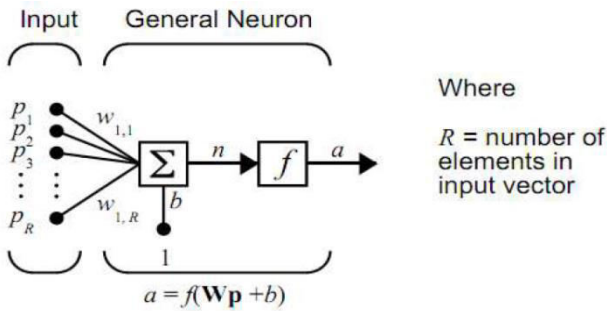 Input General Neuron
p1
p2
p3
pR
w1,1
w1, R
Σ
n
f
a
b
1
a = f(Wp +b)
Where
R = number of
elements in
input vector